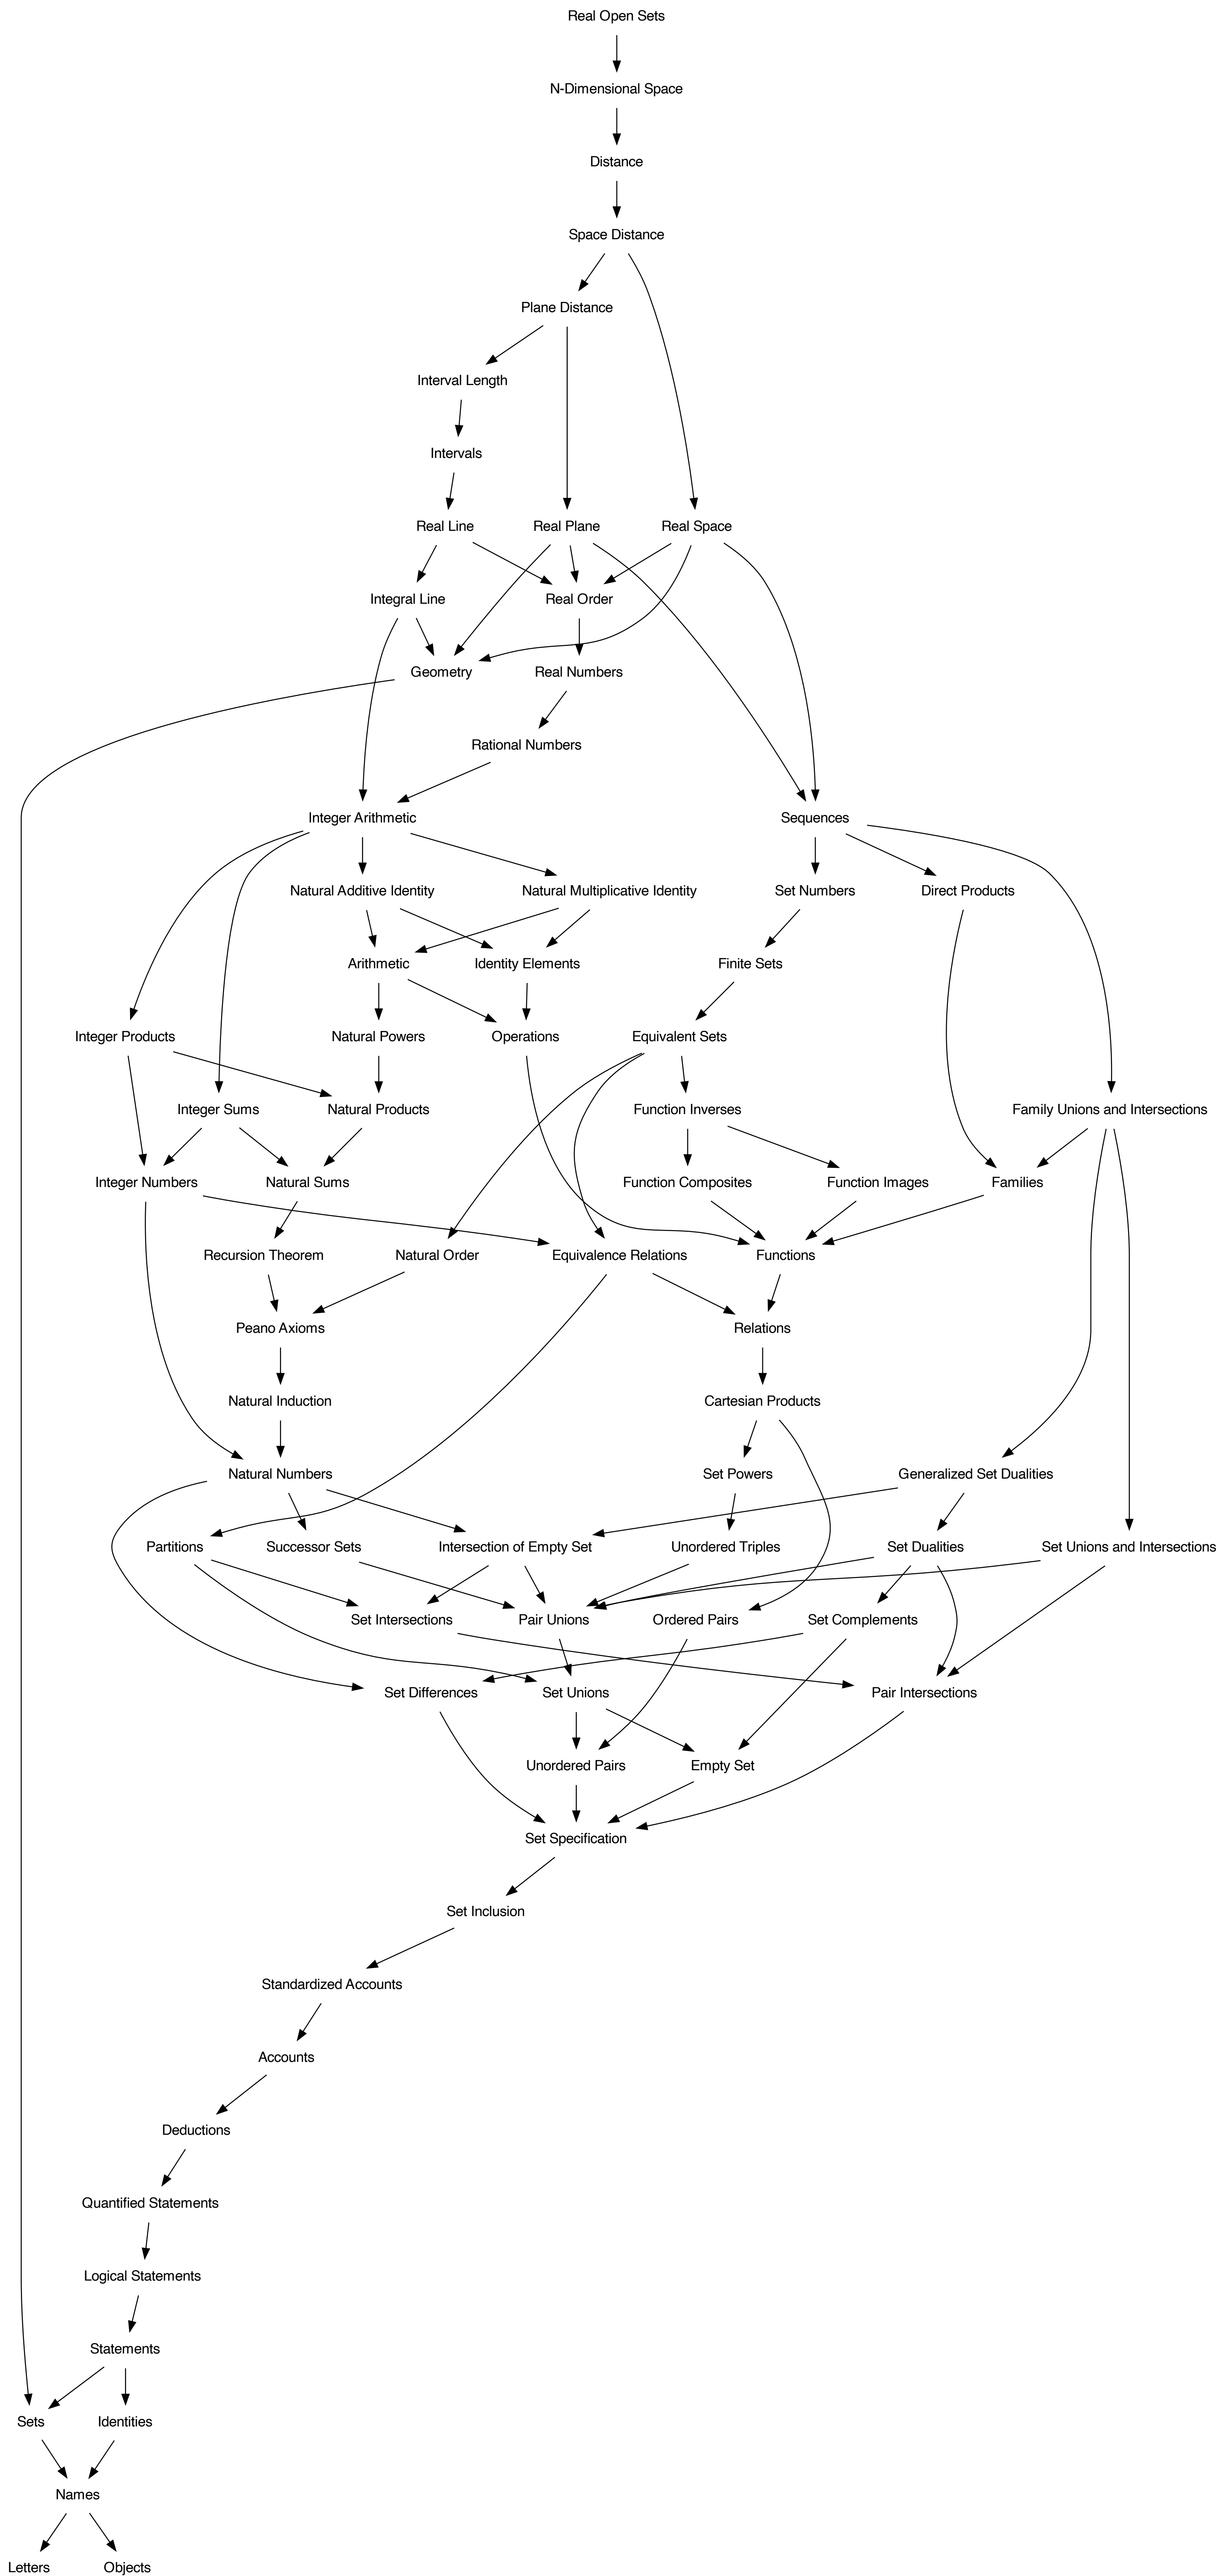 Real Open Sets
N-Dimensional Space
Distance
Space Distance
Plane Distance
Interval Length
Intervals
Real Line
Real Plane
Real Space
Integral Line
Real Order
Geometry
Real Numbers
Rational Numbers
Integer Arithmetic
Sequences
Natural Additive Identity
Natural Multiplicative Identity
Set Numbers
Direct Products
Arithmetic
Identity Elements
Finite Sets
Integer Products
Natural Powers
Operations
Equivalent Sets
Integer Sums
Natural Products
Function Inverses
Family Unions and Intersections
Integer Numbers
Natural Sums
Function Composites
Function Images
Families
Recursion Theorem
Natural Order
Equivalence Relations
Functions
Peano Axioms
Relations
Natural Induction
Cartesian Products
Natural Numbers
Set Powers
Generalized Set Dualities
Partitions
Successor Sets
Intersection of Empty Set
Unordered Triples
Set Dualities
Set Unions and Intersections
Set Intersections
Pair Unions
Ordered Pairs
Set Complements
Set Differences
Set Unions
Pair Intersections
Unordered Pairs
Empty Set
Set Specification
Set Inclusion
Standardized Accounts
Accounts
Deductions
Quantified Statements
Logical Statements
Statements
Sets
Identities
Names
Letters
Objects